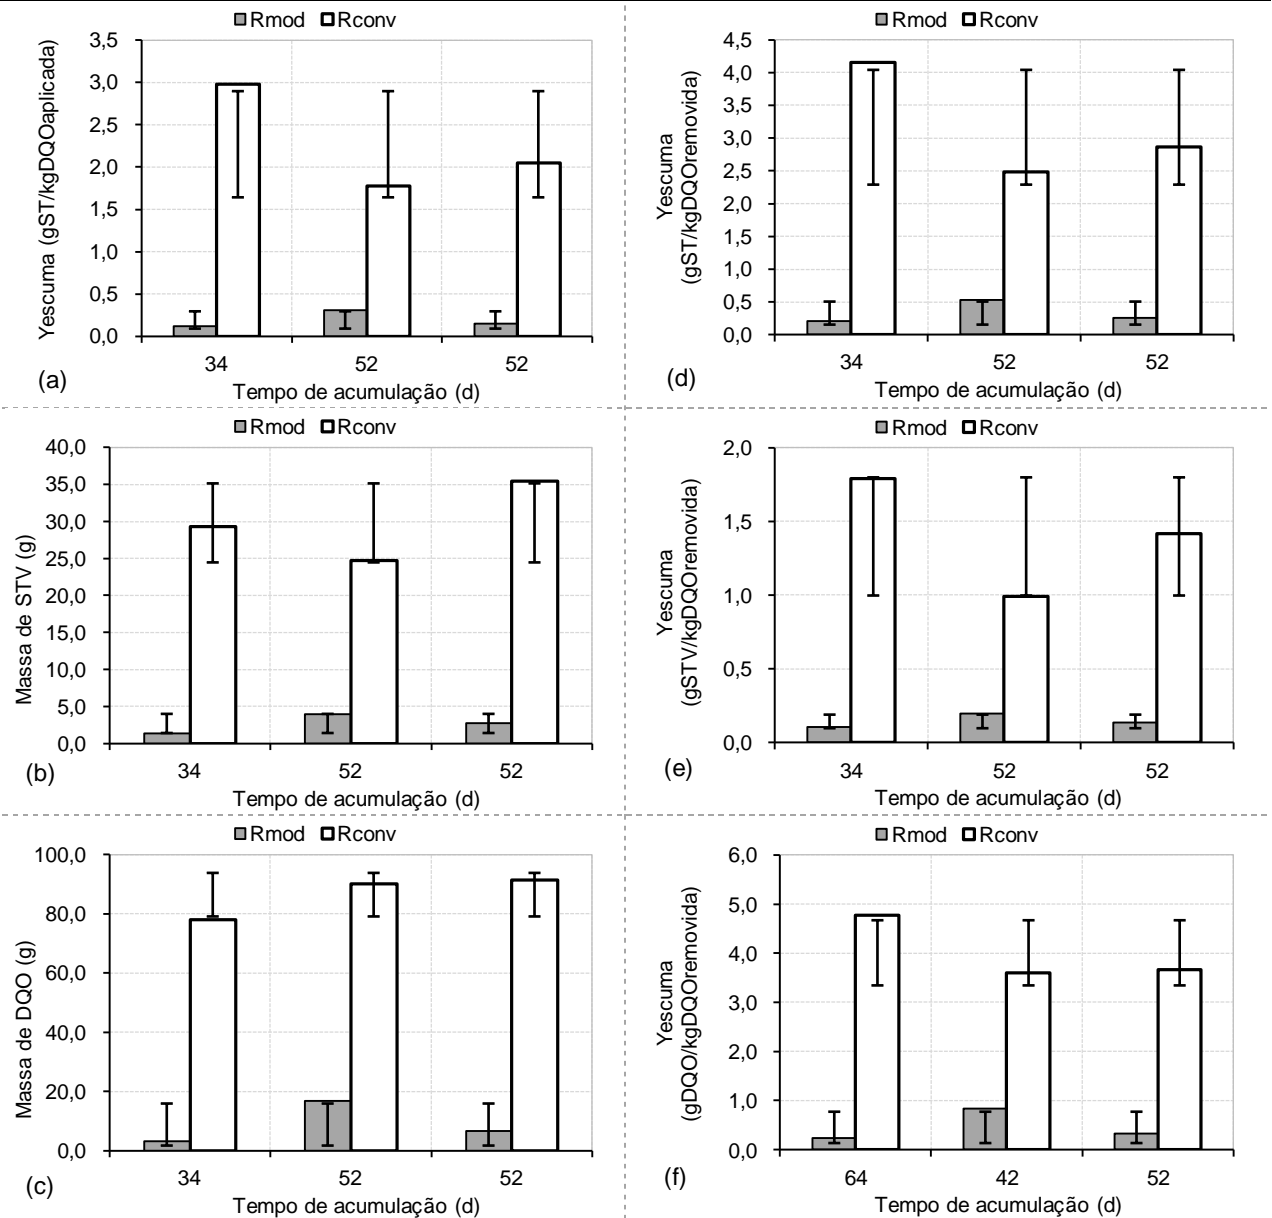 Rmod Rconv
Yescuma (gST/kgDQOaplicada)
3,5
3,0
2,5
2,0
1,5
1,0
0,5
0,0
34 52 52
Tempo de acumulação (d)
(a)
Rmod Rconv
Yescuma
(gST/kgDQOremovida)
4,5
4,0
3,5
3,0
2,5
2,0
1,5
1,0
0,5
0,0
34 52 52
Tempo de acumulação (d)
(d)
Rmod Rconv
Massa de STV (g)
40,0
35,0
30,0
25,0
20,0
15,0
10,0
5,0
0,0
34 52 52
Tempo de acumulação (d)
(b)
Rmod Rconv
Yescuma
(gSTV/kgDQOremovida)
2,0
1,5
1,0
0,5
0,0
34 52 52
Tempo de acumulação (d)
(e)
Rmod Rconv
Massa de DQO (g)
100,0
80,0
60,0
40,0
20,0
0,0
34 52 52
Tempo de acumulação (d)
(c)
Rmod Rconv
Yescuma
(gDQO/kgDQOremovida)
6,0
5,0
4,0
3,0
2,0
1,0
0,0
64 42 52
Tempo de acumulação (d)
(f)